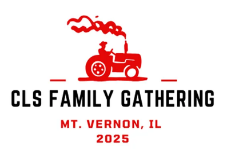 CLS FAMILY GATHERING
MT. VERNON, IL
2025